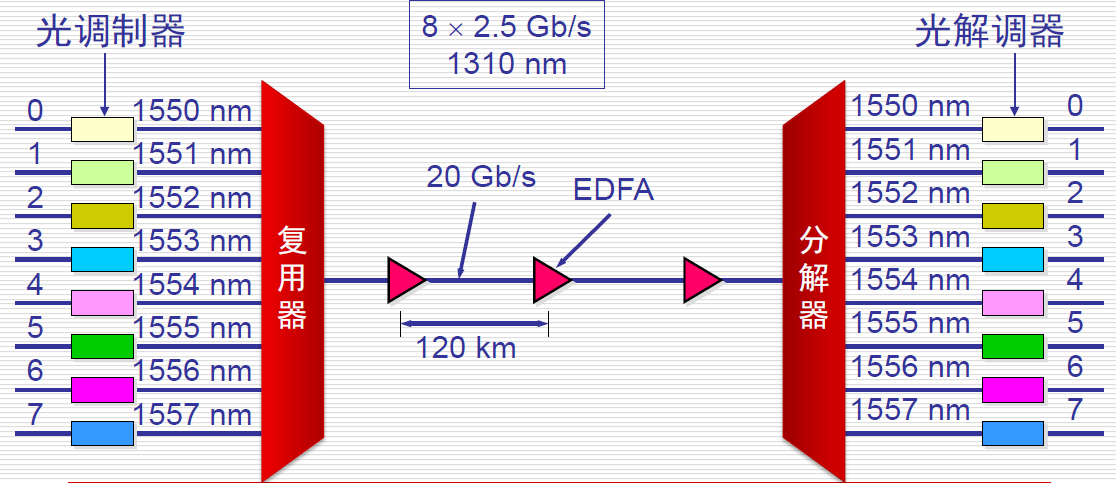 光调制器
8 × 2.5 Gb/s
1310 nm
光解调器
0 1550 nm
1 1551 nm
2 1552 nm
3 1553 nm
4 1554 nm
5 1555 nm
6 1556 nm
7 1557 nm
复用器
20 Gb/s
EDFA
120 km
分解器
1550 nm 0
1551 nm 1
1552 nm 2
1553 nm 3
1554 nm 4
1555 nm 5
1556 nm 6
1557 nm 7